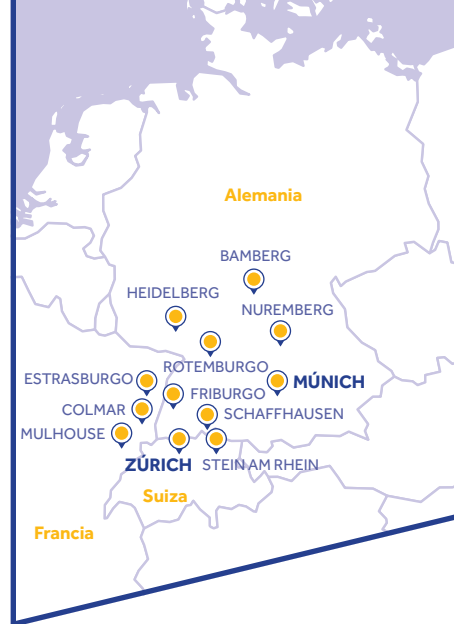 Alemania
BAMBERG
HEIDELBERG
NUREMBERG
ROTEMBURGO
ESTRASBURGO
MÚNICH
FRIBURGO
COLMAR
SCHAFFHAUSEN
MULHOUSE
ZÚRICH
STEIN AM RHEIN
Suiza
Francia